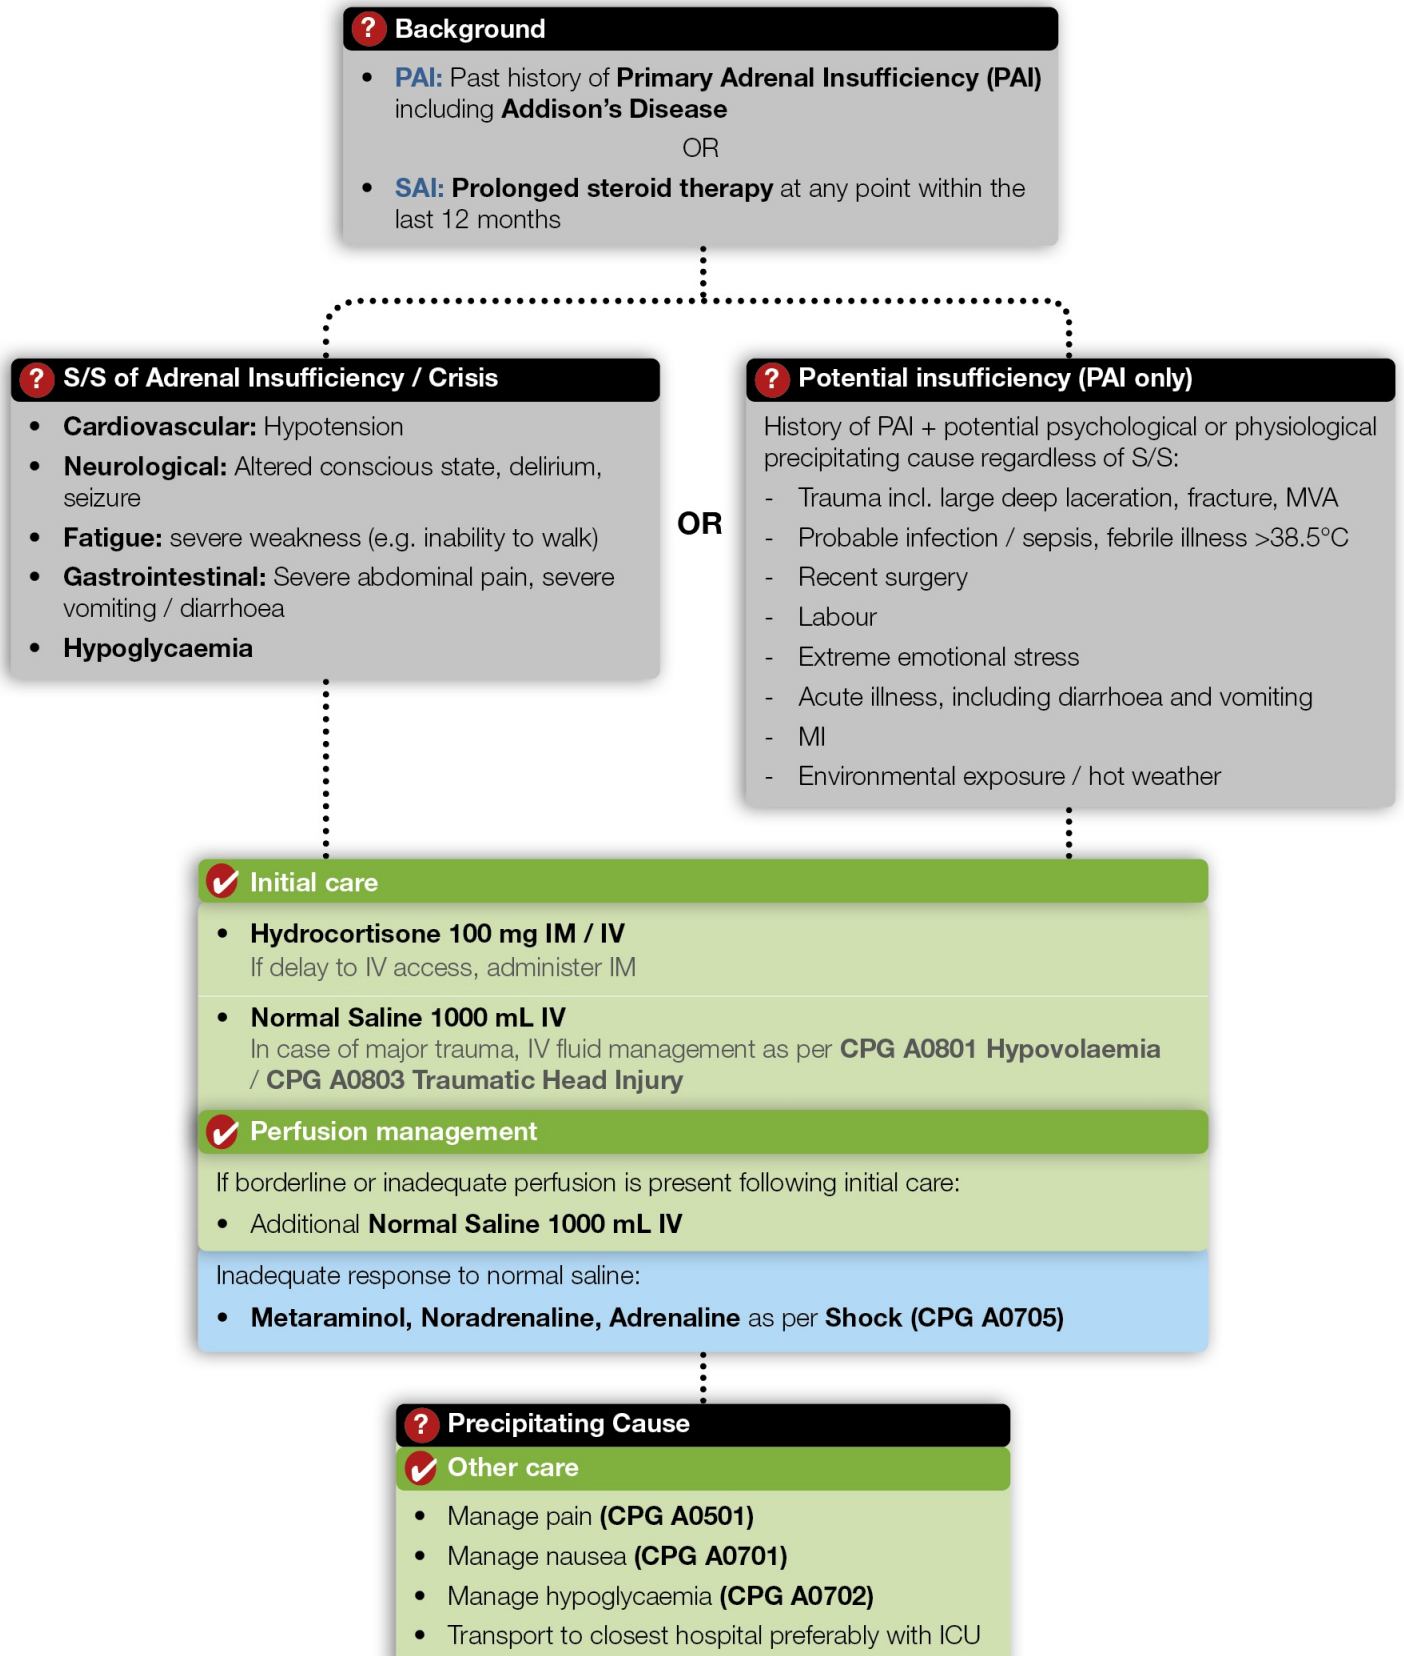 Background
• PAI: Past history of Primary Adrenal Insufficiency (PAI)
including Addison's Disease
OR
• SAI: Prolonged steroid therapy at any point within the
last 12 months
S/S of Adrenal Insufficiency / Crisis
• Cardiovascular: Hypotension
• Neurological: Altered conscious state, delirium,
seizure
• Fatigue: severe weakness (e.g. inability to walk)
• Gastrointestinal: Severe abdominal pain, severe
vomiting / diarrhoea
• Hypoglycaemia
OR
Potential insufficiency (PAI only)
History of PAI + potential psychological or physiological
precipitating cause regardless of S/S:
- Trauma incl. large deep laceration, fracture, MVA
- Probable infection / sepsis, febrile illness >38.5°C
- Recent surgery
- Labour
- Extreme emotional stress
- Acute illness, including diarrhoea and vomiting
- MI
- Environmental exposure / hot weather
Initial care
• Hydrocortisone 100 mg IM / IV
If delay to IV access, administer IM
• Normal Saline 1000 mL IV
In case of major trauma, IV fluid management as per CPG A0801 Hypovolaemia
/ CPG A0803 Traumatic Head Injury
Perfusion management
If borderline or inadequate perfusion is present following initial care:
• Additional Normal Saline 1000 mL IV
Inadequate response to normal saline:
• Metaraminol, Noradrenaline, Adrenaline as per Shock (CPG A0705)
Precipitating Cause
Other care
• Manage pain (CPG A0501)
• Manage nausea (CPG A0701)
• Manage hypoglycaemia (CPG A0702)
• Transport to closest hospital preferably with ICU